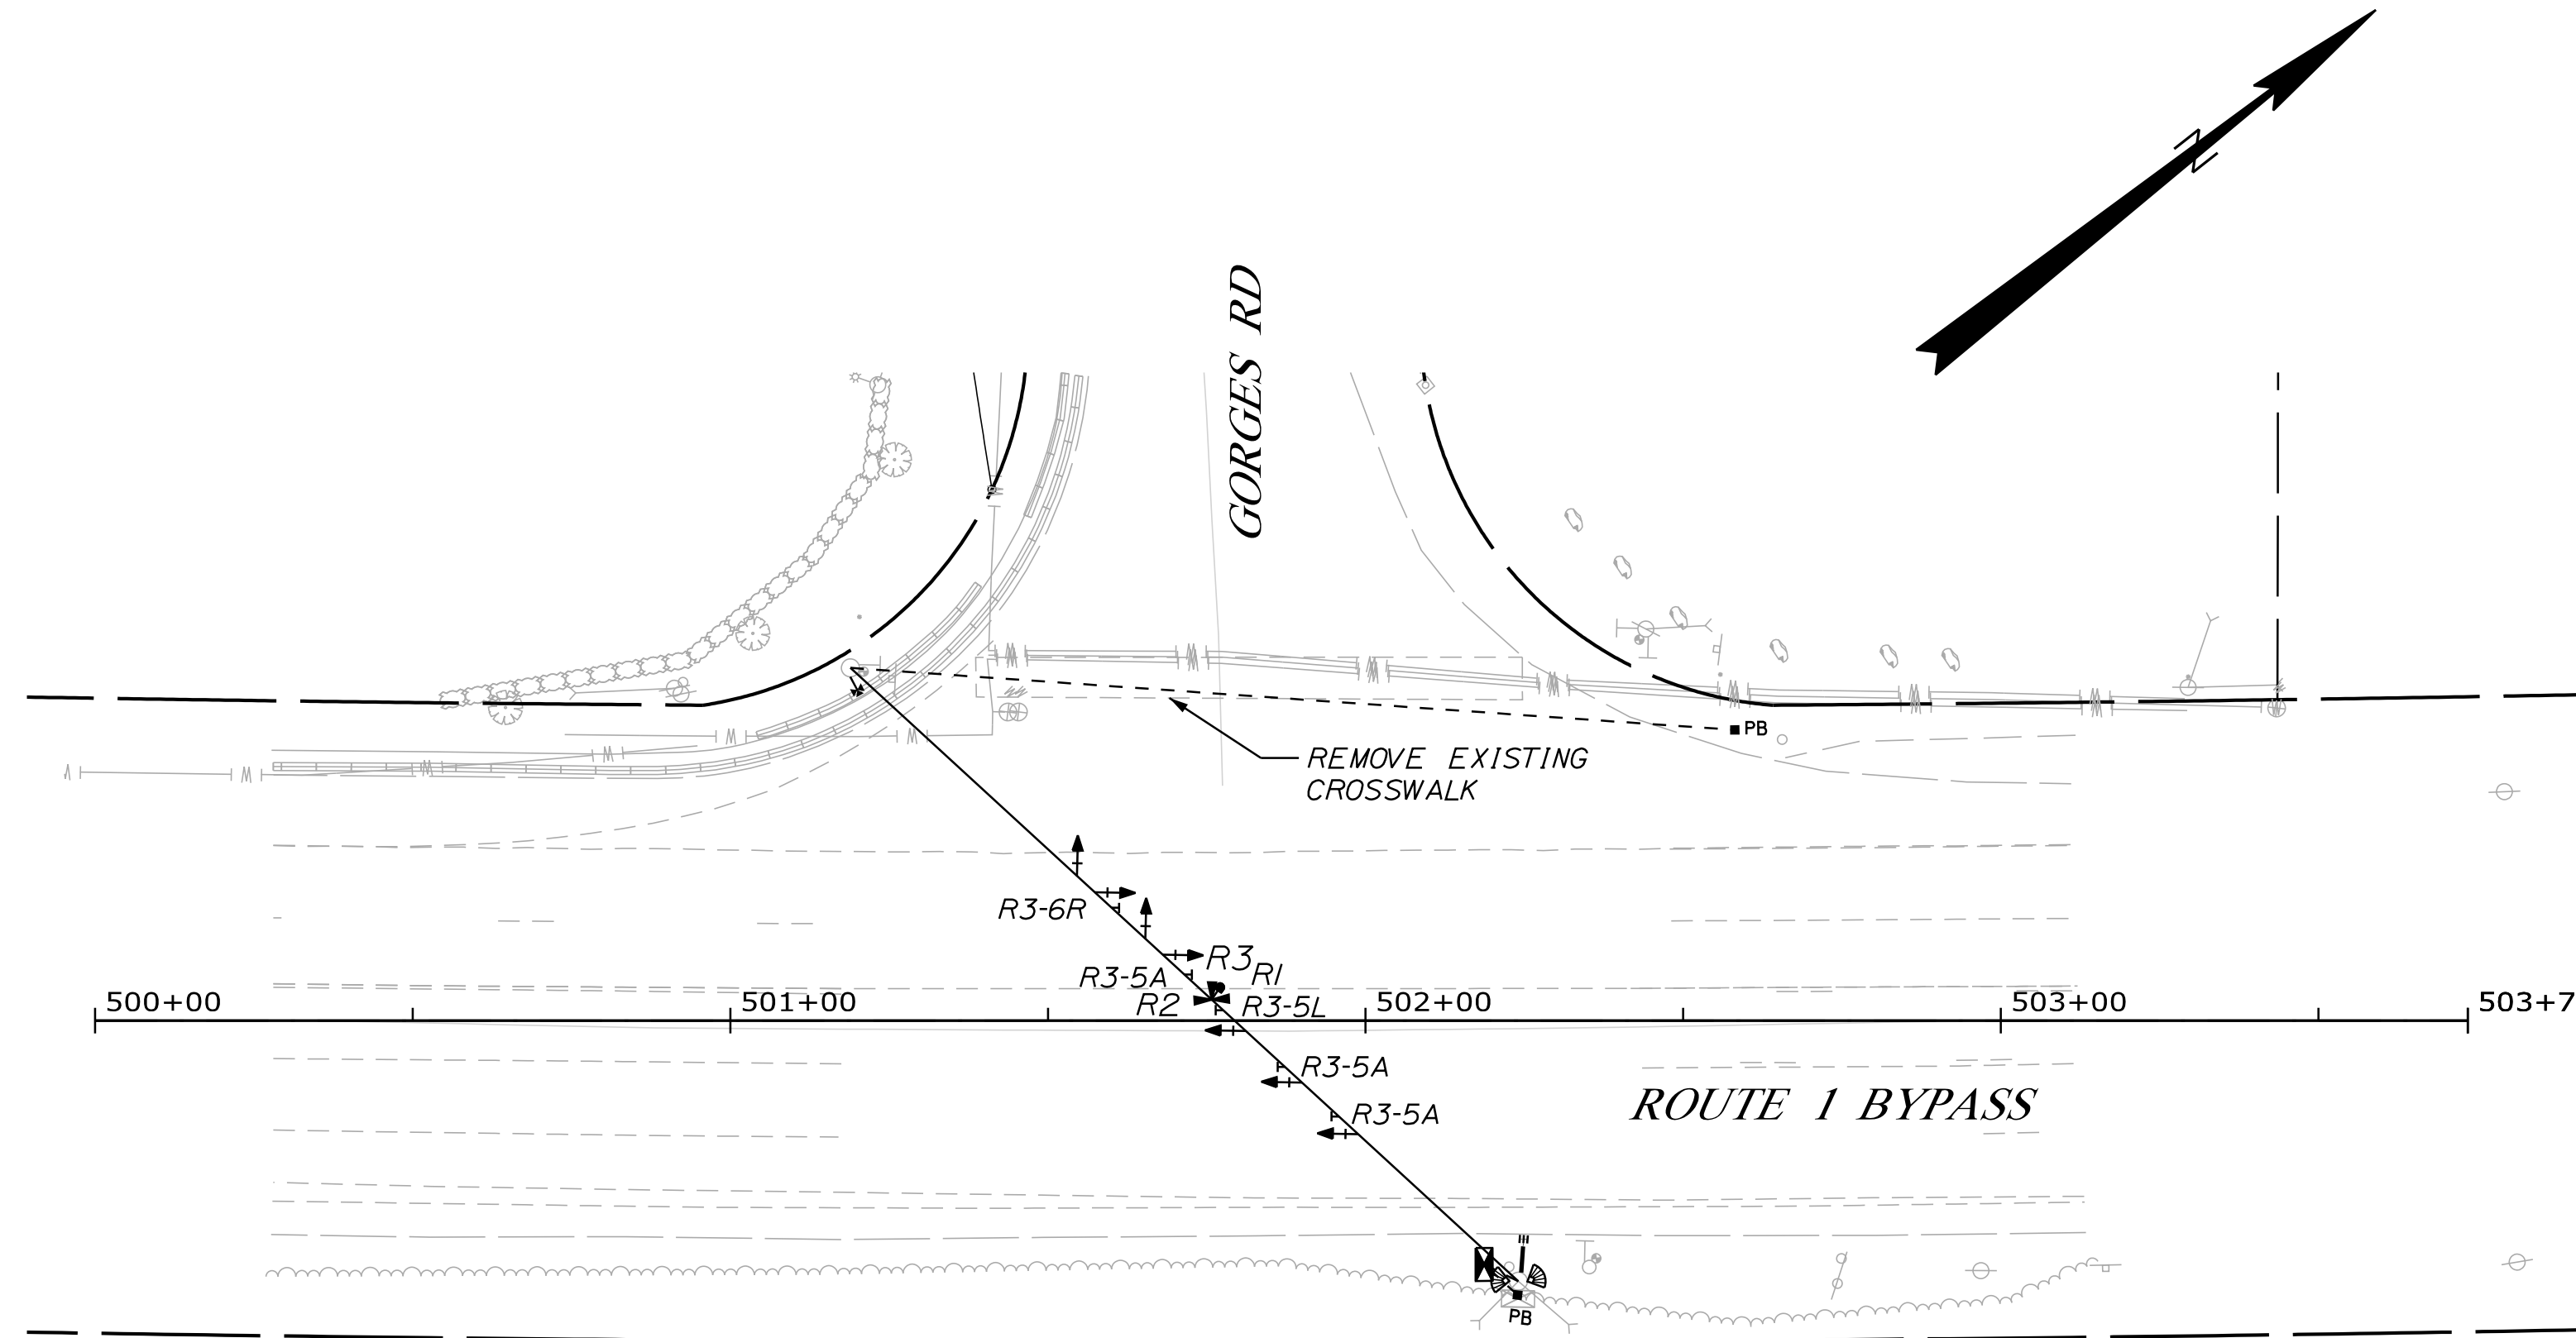 GORGES RD
PB
REMOVE EXISTING
CROSSWALK
R3-6R
R3
R1
R3-5A
R2
R3-5L
500+00
501+00
502+00
503+00
503+7
R3-5A
R3-5A
ROUTE 1 BYPASS
PB